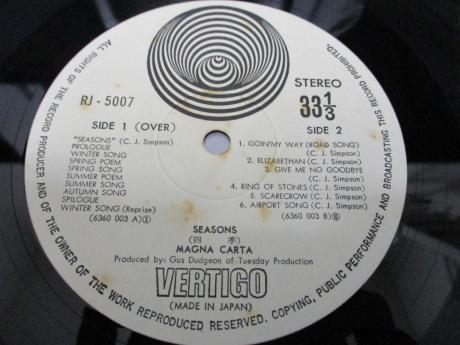 ALL RIGHTS OF THE RECORD PRODUCER AND OF THE OWNER OF THE WORK REPRODUCED RESERVED. COPYING, PUBLIC PERFORMANCE AND BROADCASTING THIS RECORD PROHIBITED.
STEREO
RJ - 5007
33 1/3
SIDE 1 (OVER)
"SEASONS" (C. J. Simpson)
PROLOGUE
WINTER SONG
SPRING POEM
SPRING SONG
SUMMER POEM
SUMMER SONG
AUTUMN SONG
SPILOGUE
WINTER SONG (Reprise)
(6360 003 A)①
SIDE 2
1. GOIN'MY WAY (ROAD SONG)
(C. J. Simpson)
2. ELIZABETHAN (C. J. Simpson)
3. GIVE ME NO GOODBYE
(C. J. Simpson)
4. RING OF STONES (C. J. Simpson)
5. SCARECROW (C. J. Simpson)
6. AIRPORT SONG (C. J. Simpson)
(6360 003 B)⑥
SEASONS
(四 季)
MAGNA CARTA
Produced by: Gus Dudgeon of Tuesday Production
VERTIGO
(MADE IN JAPAN)